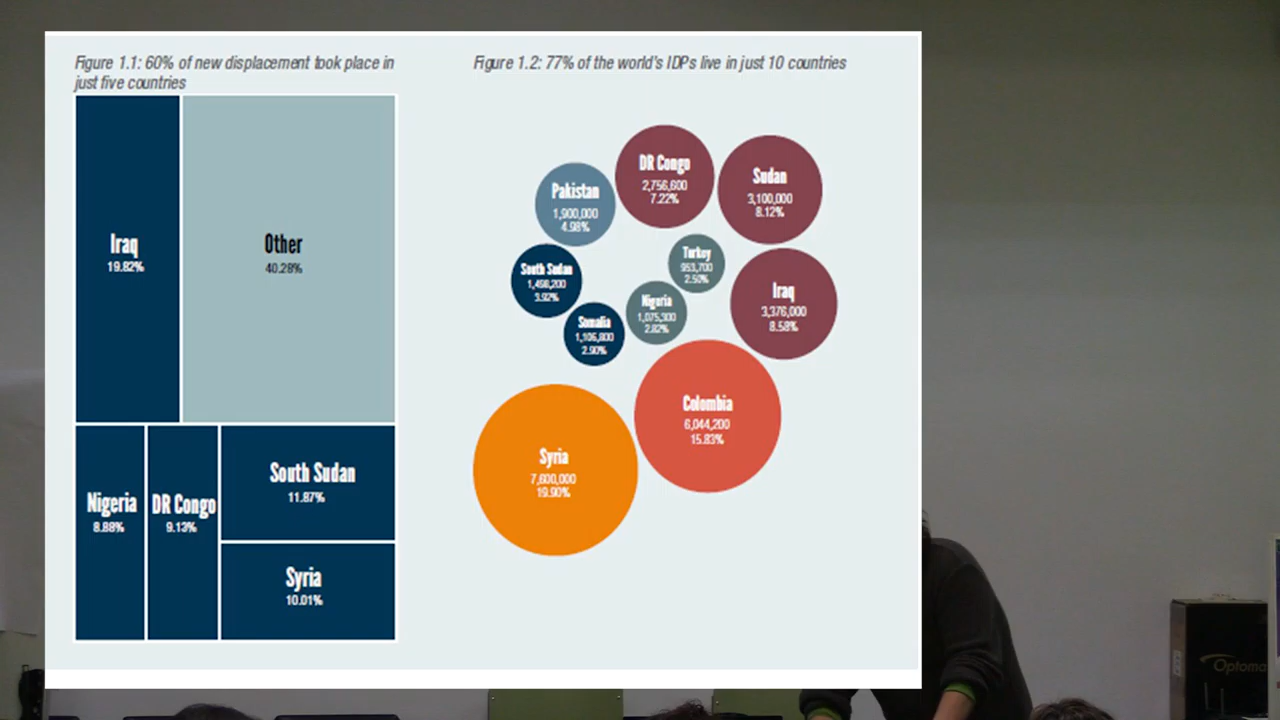 Figure 1.1: 60% of new displacement took place in
just five countries
Iraq
19.82%
Other
40.28%
Nigeria
8.88%
DR Congo
9.13%
South Sudan
11.87%
Syria
10.01%
Figure 1.2: 77% of the world's IDPs live in just 10 countries
DR Congo
2,756,600
7.22%
Sudan
3,100,000
8.12%
Pakistan
1,900,000
4.98%
Turkey
953,700
2.50%
South Sudan
1,498,200
3.92%
Iraq
3,376,000
8.58%
Nigeria
1,075,300
2.82%
Somalia
1,106,800
2.90%
Colombia
6,044,200
15.83%
Syria
7,600,000
19.90%
Optoma